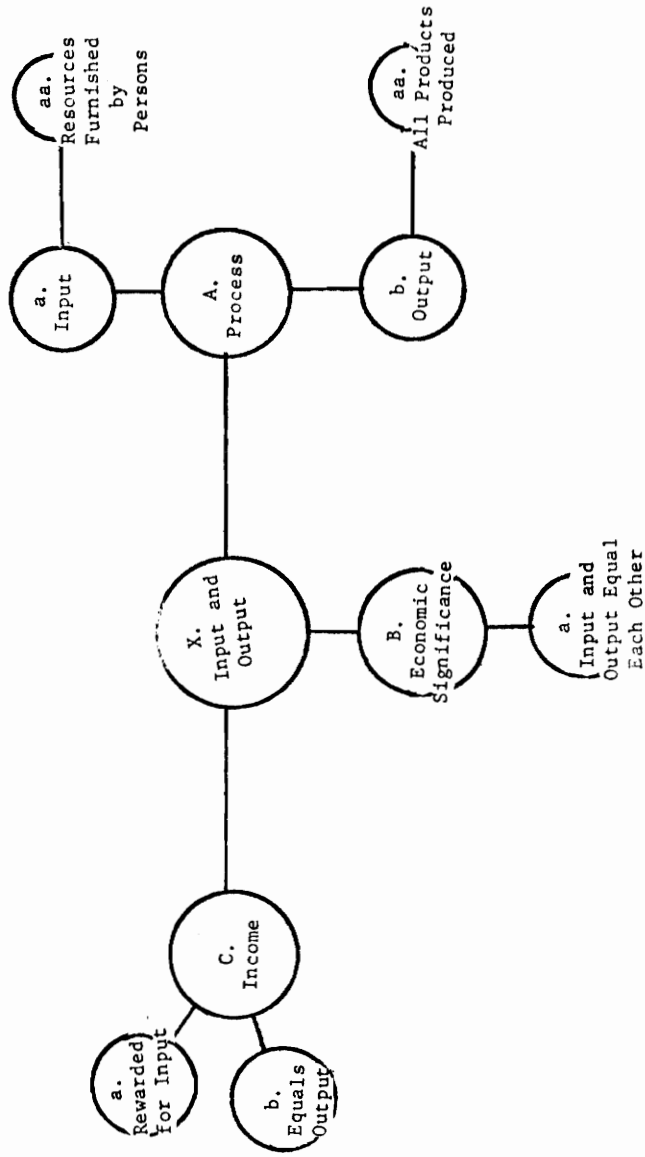 a.
Rewarded
for Input
b.
Equals
Output
C.
Income
X.
Input and
Output
B.
Economic
Significance
a.
Input and
Output Equal
Each Other
A.
Process
a.
Input
aa.
Resources
Furnished
by
Persons
b.
Output
aa.
All Products
Produced